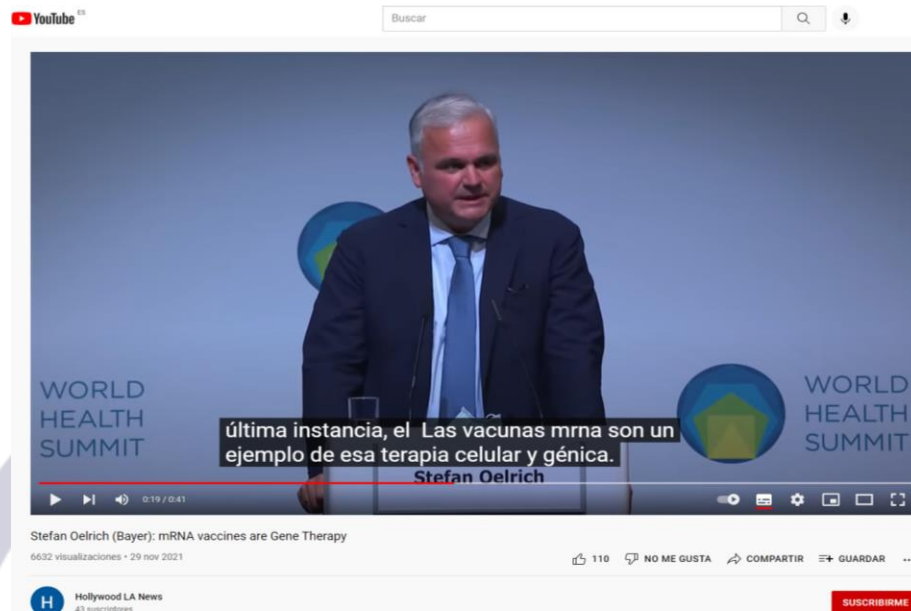 YouTube ES
Buscar
WORLD
HEALTH
SUMMIT
WORLD
HEALTH
SUMMIT
última instancia, el Las vacunas mrna son un
ejemplo de esa terapia celular y génica.
Stefan Oelrich
0:19 / 0:41
Stefan Oelrich (Bayer): mRNA vaccines are Gene Therapy
6632 visualizaciones • 29 nov 2021
110 NO ME GUSTA COMPARTIR GUARDAR ...
H Hollywood LA News
43 suscriptores
SUSCRIBIRME